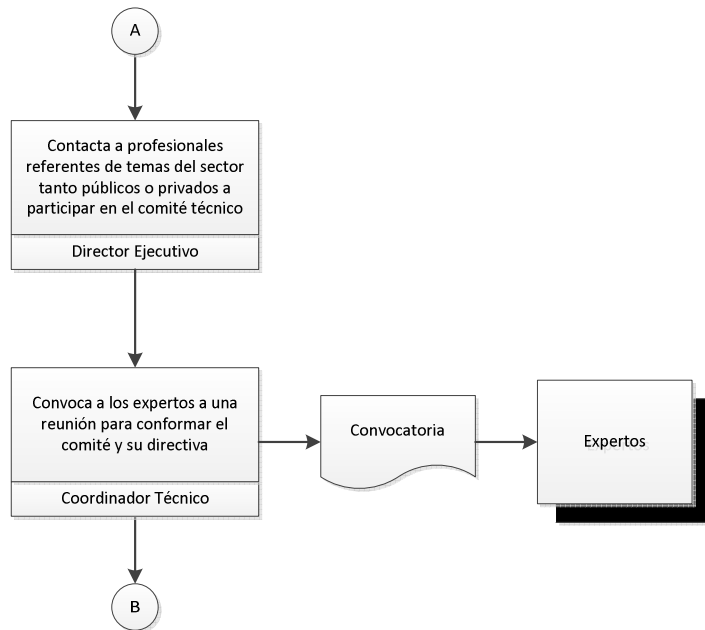 A
Contacta a profesionales
referentes de temas del sector
tanto públicos o privados a
participar en el comité técnico
Director Ejecutivo
Convoca a los expertos a una
reunión para conformar el
comité y su directiva
Coordinador Técnico
Convocatoria
Expertos
B